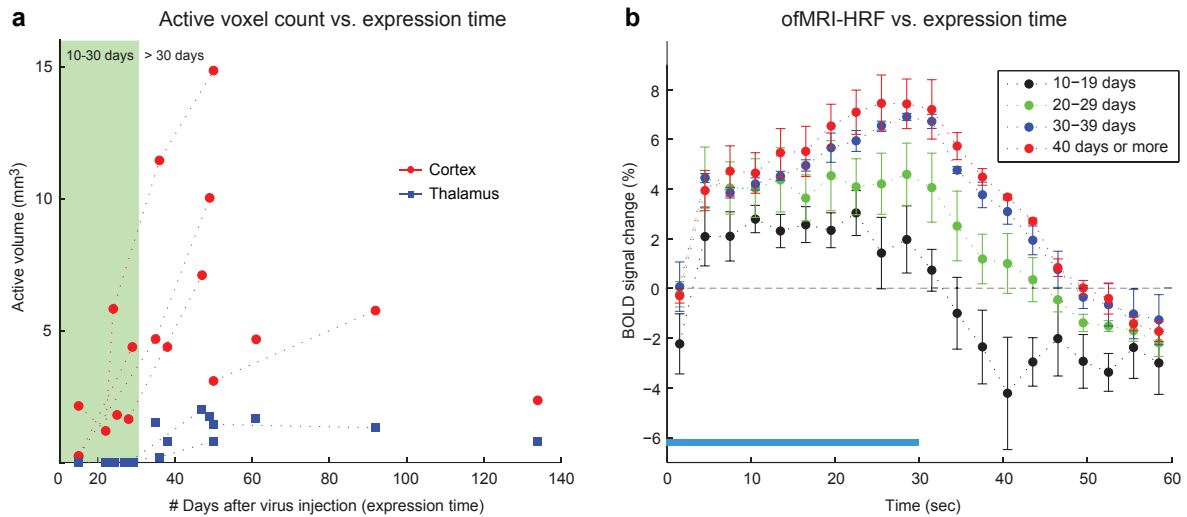 a
Active voxel count vs. expression time
10-30 days
> 30 days
15
10
5
Active volume (mm3)
Cortex
Thalamus
0 20 40 60 80 100 120 140
# Days after virus injection (expression time)
b
ofMRI-HRF vs. expression time
8
6
4
2
0
−2
−4
−6
BOLD signal change (%)
10−19 days
20−29 days
30−39 days
40 days or more
0 10 20 30 40 50 60
Time (sec)